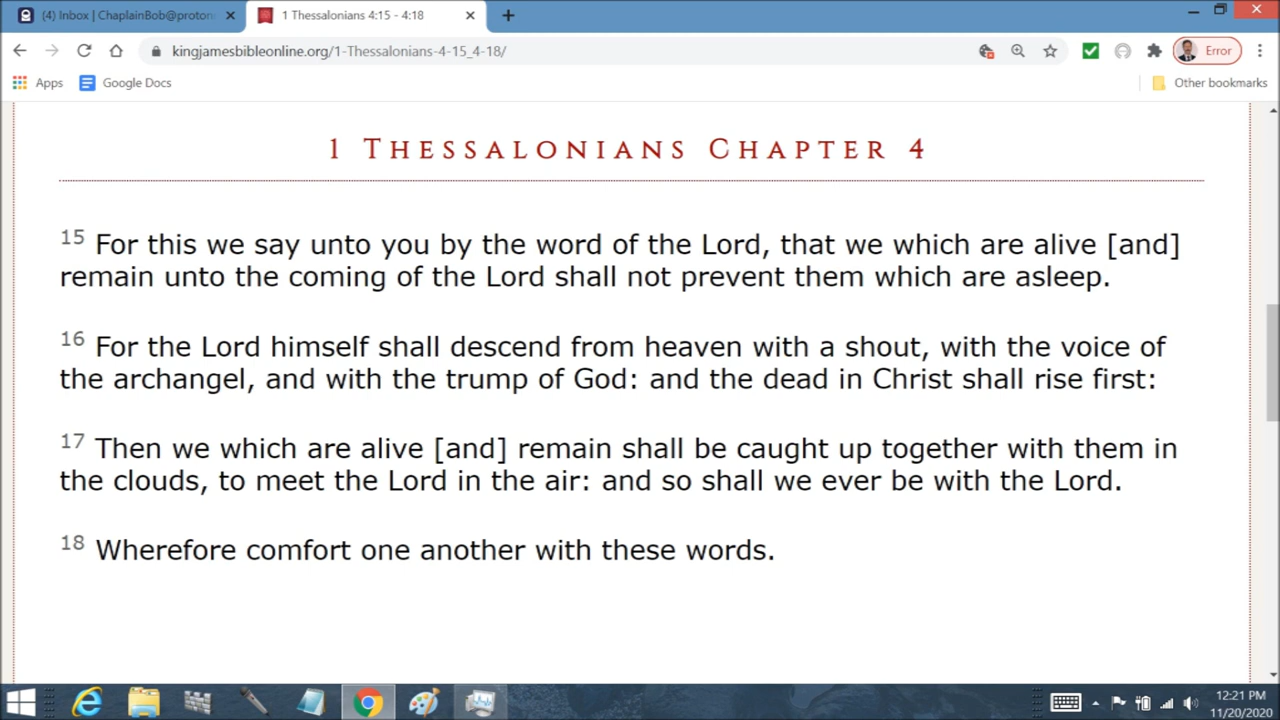 (4) Inbox | ChaplainBob@proton
1 Thessalonians 4:15 - 4:18
kingjamesbibleonline.org/1-Thessalonians-4-15_4-18/
Error
Apps
Google Docs
Other bookmarks
1 Thessalonians Chapter 4
15 For this we say unto you by the word of the Lord, that we which are alive [and]
remain unto the coming of the Lord shall not prevent them which are asleep.
16 For the Lord himself shall descend from heaven with a shout, with the voice of
the archangel, and with the trump of God: and the dead in Christ shall rise first:
17 Then we which are alive [and] remain shall be caught up together with them in
the clouds, to meet the Lord in the air: and so shall we ever be with the Lord.
18 Wherefore comfort one another with these words.
12:21 PM
11/20/2020